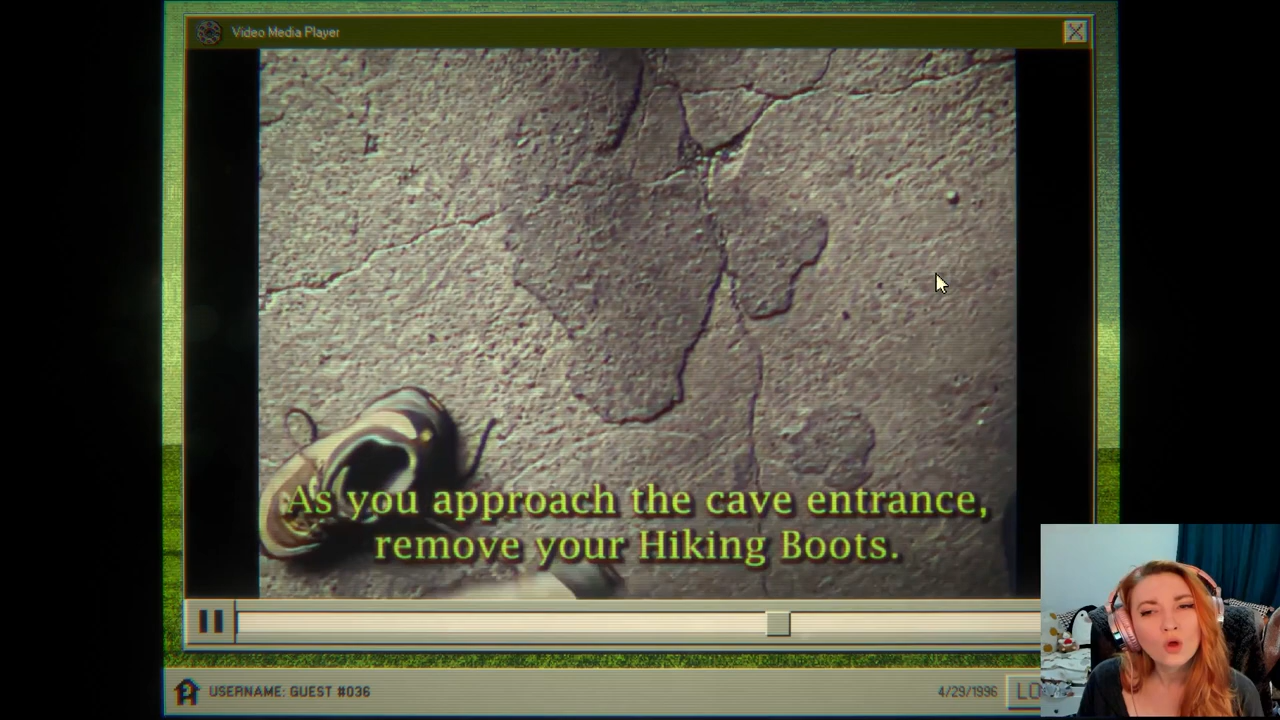 Video Media Player
As you approach the cave entrance,
remove your Hiking Boots.
USERNAME: GUEST #036
4/29/1996